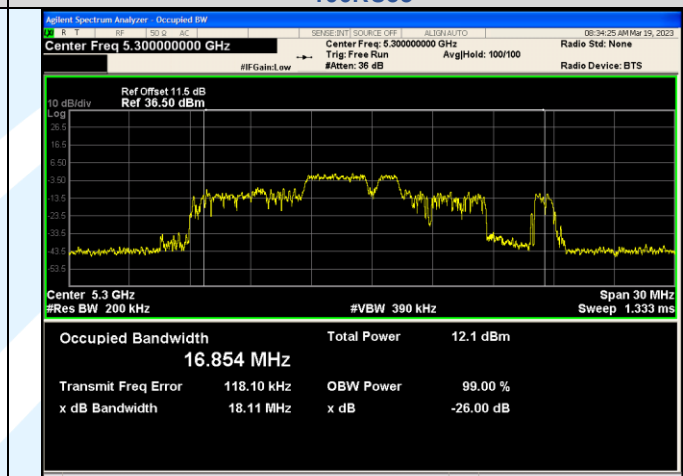 Agilent Spectrum Analyzer - Occupied BW
R T RF 50 Ω AC SENSE:INT SOURCE OFF ALIGNAUTO 08:34:25 AM Mar 19, 2023
Center Freq 5.300000000 GHz Center Freq: 5.300000000 GHz Radio Std: None
Trig: Free Run Avg|Hold: 100/100
#IFGain:Low #Atten: 36 dB Radio Device: BTS
Ref Offset 11.5 dB
10 dB/div Ref 36.50 dBm
Log
26.5
16.5
6.50
-3.50
-13.5
-23.5
-33.5
-43.5
-53.5
Center 5.3 GHz Span 30 MHz
#Res BW 200 kHz #VBW 390 kHz Sweep 1.333 ms
Occupied Bandwidth Total Power 12.1 dBm
16.854 MHz
Transmit Freq Error 118.10 kHz OBW Power 99.00 %
x dB Bandwidth 18.11 MHz x dB -26.00 dB